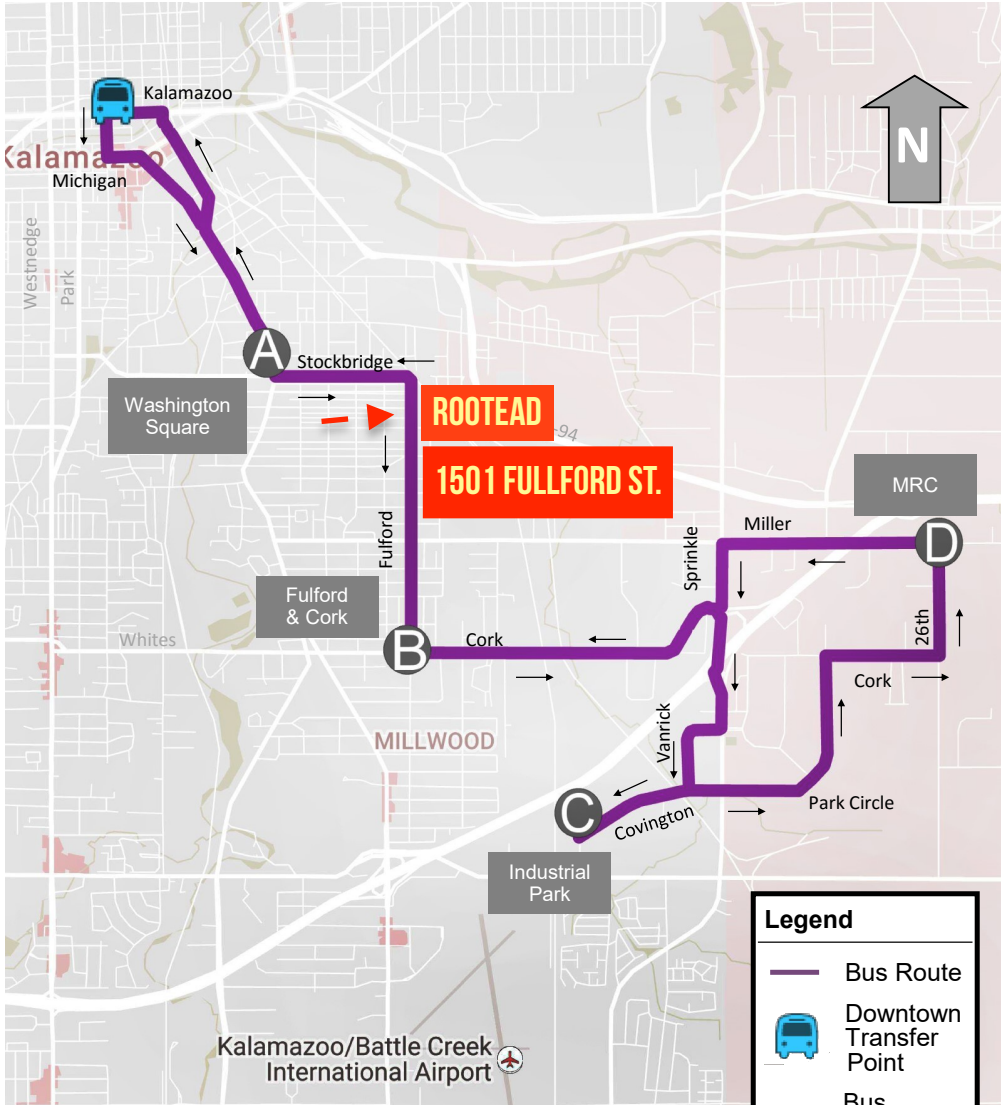 Kalamazoo
N
Kalamazoo
Michigan
Westnedge
Park
A
Stockbridge
Washington
Square
ROOTEAD
-94
1501 FULLFORD ST.
MRC
Fulford
Sprinkle
Miller
D
Fulford
& Cork
26th
Whites
B
Cork
Cork
Vanrick
MILLWOOD
Park Circle
C
Covington
Industrial
Park
Legend
Bus Route
Downtown
Transfer
Point
Bus
Kalamazoo/Battle Creek
International Airport